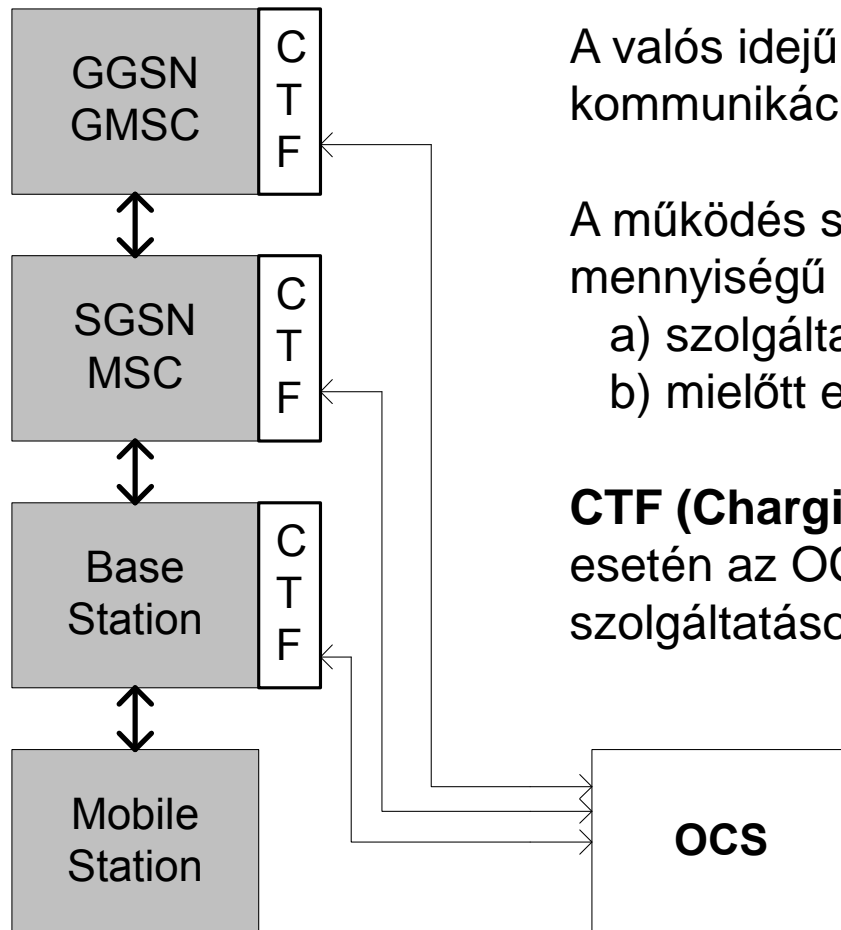 GGSN
GMSC
C
T
F
SGSN
MSC
C
T
F
Base
Station
C
T
F
Mobile
Station
OCS
A valós idejű
kommunikác
A működés s
mennyiségű
a) szolgálta
b) mielőtt e
CTF (Chargi
esetén az OC
szolgáltatáso